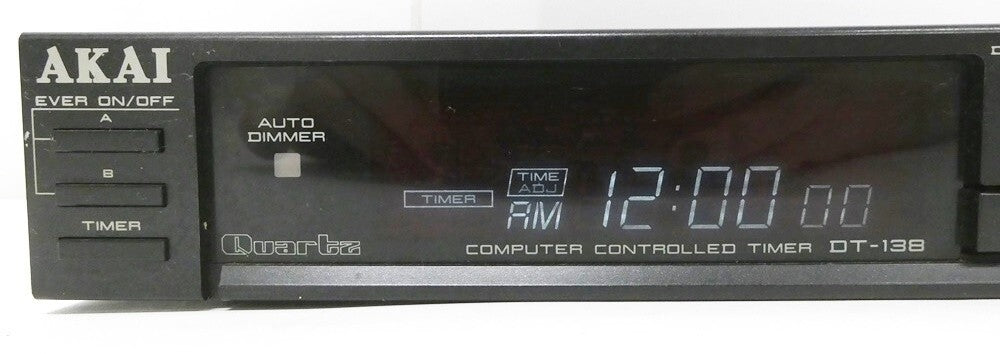 AKAI
EVER ON/OFF
A
B
TIMER
AUTO
DIMMER
TIMER
TIME
ADJ
AM 12:00 00
Quartz
COMPUTER CONTROLLED TIMER DT-138